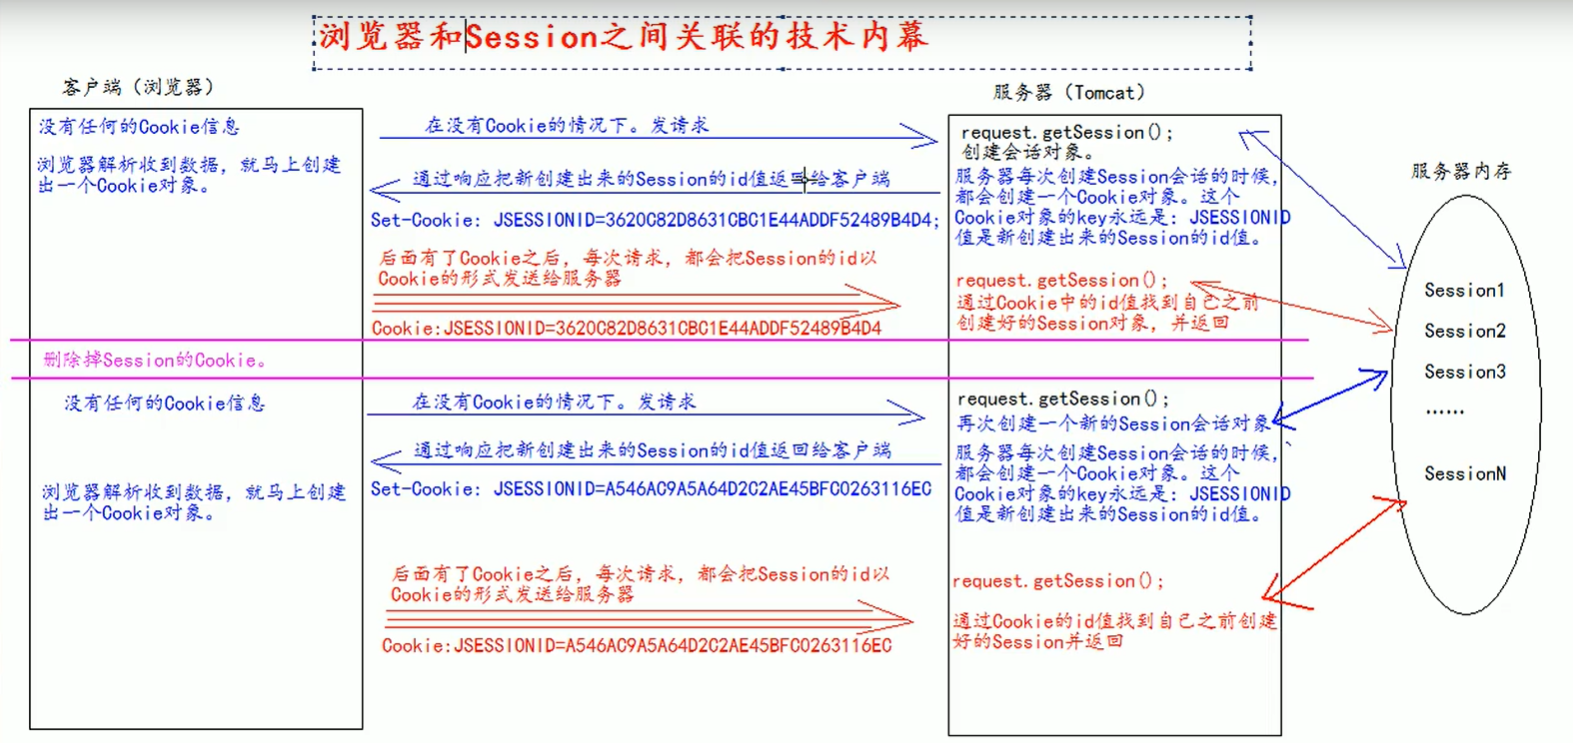 浏览器和Session之间关联的技术内幕
客户端（浏览器）
服务器（Tomcat）
没有任何的Cookie信息
浏览器解析收到数据，就马上创建
出一个Cookie对象。
在没有Cookie的情况下。发请求
通过响应把新创建出来的Session的id值返回给客户端
Set-Cookie: JSESSIONID=3620C82D8631CBC1E44ADDF52489B4D4;
后面有了Cookie之后，每次请求，都会把Session的id以
Cookie的形式发送给服务器
Cookie:JSESSIONID=3620C82D8631CBC1E44ADDF52489B4D4
request.getSession();
创建会话对象。
服务器每次创建Session会话的时候，
都会创建一个Cookie对象。这个
Cookie对象的key永远是：JSESSIONID
值是新创建出来的Session的id值。
request.getSession();
通过Cookie中的id值找到自己之前
创建好的Session对象，并返回
服务器内存
Session1
Session2
Session3
......
SessionN
删除掉Session的Cookie。
没有任何的Cookie信息
浏览器解析收到数据，就马上创建
出一个Cookie对象。
在没有Cookie的情况下。发请求
通过响应把新创建出来的Session的id值返回给客户端
Set-Cookie: JSESSIONID=A546AC9A5A64D2C2AE45BFC0263116EC
后面有了Cookie之后，每次请求，都会把Session的id以
Cookie的形式发送给服务器
Cookie:JSESSIONID=A546AC9A5A64D2C2AE45BFC0263116EC
request.getSession();
再次创建一个新的Session会话对象
服务器每次创建Session会话的时候，
都会创建一个Cookie对象。这个
Cookie对象的key永远是：JSESSIONID
值是新创建出来的Session的id值。
request.getSession();
通过Cookie的id值找到自己之前创建
好的Session并返回